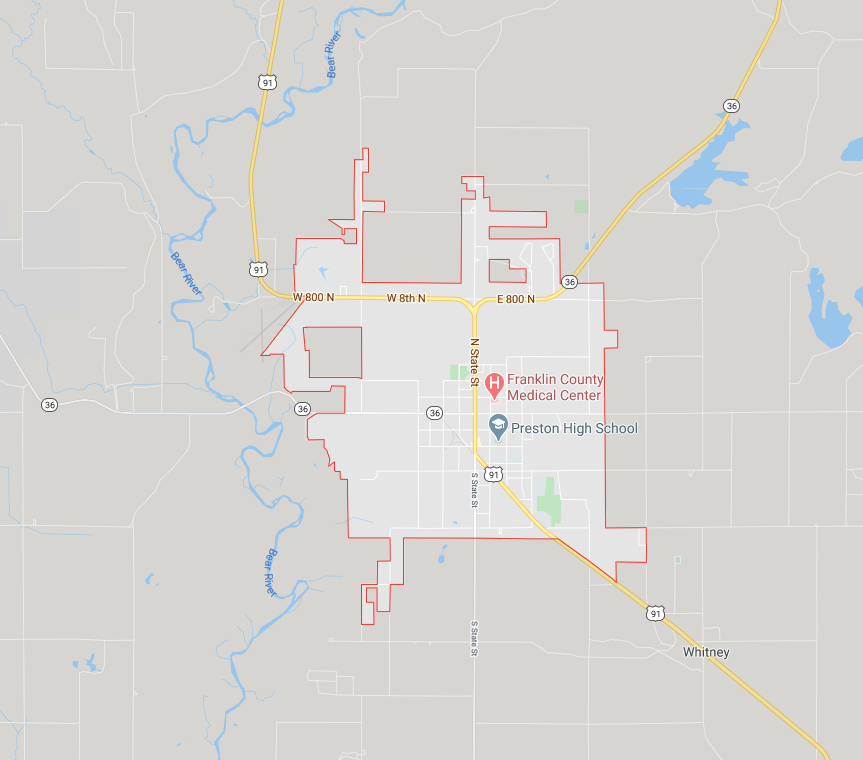 Bear River
91
36
Bear River
91
36
W 800 N
W 8th N
E 800 N
N State St
Franklin County
Medical Center
H
36
36
36
Preston High School
91
S State St
Bear River
91
S State St
Whitney